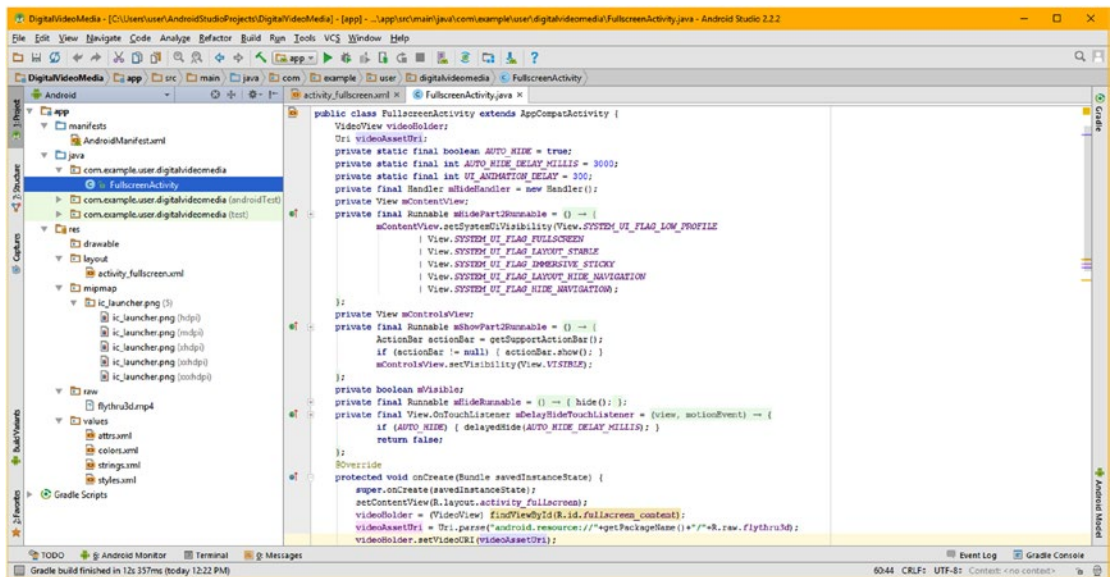 DigitalVideoMedia - [C:\Users\user\AndroidStudioProjects\DigitalVideoMedia] - [app] - ...\app\src\main\java\com\example\user\digitalvideomedia\FullscreenActivity.java - Android Studio 2.2.2
File Edit View Navigate Code Analyze Refactor Build Run Tools VCS Window Help
app
DigitalVideoMedia app src main java com example user digitalvideomedia FullscreenActivity
Android
activity_fullscreen.xml
FullscreenActivity.java
1: Project
7: Structure
Captures
Build Variants
2: Favorites
app
manifests
AndroidManifest.xml
java
com.example.user.digitalvideomedia
FullscreenActivity
com.example.user.digitalvideomedia (androidTest)
com.example.user.digitalvideomedia (test)
res
drawable
layout
activity_fullscreen.xml
mipmap
ic_launcher.png (5)
ic_launcher.png (hdpi)
ic_launcher.png (mdpi)
ic_launcher.png (xhdpi)
ic_launcher.png (xxhdpi)
ic_launcher.png (xxxhdpi)
raw
flythru3d.mp4
values
attrs.xml
colors.xml
strings.xml
styles.xml
Gradle Scripts
public class FullscreenActivity extends AppCompatActivity {
VideoView videoHolder;
Uri videoAssetUri;
private static final boolean AUTO_HIDE = true;
private static final int AUTO_HIDE_DELAY_MILLIS = 3000;
private static final int UI_ANIMATION_DELAY = 300;
private final Handler mHideHandler = new Handler();
private View mContentView;
private final Runnable mHidePart2Runnable = () → {
mContentView.setSystemUiVisibility(View.SYSTEM_UI_FLAG_LOW_PROFILE
| View.SYSTEM_UI_FLAG_FULLSCREEN
| View.SYSTEM_UI_FLAG_LAYOUT_STABLE
| View.SYSTEM_UI_FLAG_IMMERSIVE_STICKY
| View.SYSTEM_UI_FLAG_LAYOUT_HIDE_NAVIGATION
| View.SYSTEM_UI_FLAG_HIDE_NAVIGATION);
};
private View mControlsView;
private final Runnable mShowPart2Runnable = () → {
ActionBar actionBar = getSupportActionBar();
if (actionBar != null) { actionBar.show(); }
mControlsView.setVisibility(View.VISIBLE);
};
private boolean mVisible;
private final Runnable mHideRunnable = () → { hide(); };
private final View.OnTouchListener mDelayHideTouchListener = (view, motionEvent) → {
if (AUTO_HIDE) { delayedHide(AUTO_HIDE_DELAY_MILLIS); }
return false;
};
@Override
protected void onCreate(Bundle savedInstanceState) {
super.onCreate(savedInstanceState);
setContentView(R.layout.activity_fullscreen);
videoHolder = (VideoView) findViewById(R.id.fullscreen_content);
videoAssetUri = Uri.parse("android.resource://"+getPackageName()+"/"+R.raw.flythru3d);
videoHolder.setVideoURI(videoAssetUri);
Gradle
Android Model
TODO 6: Android Monitor Terminal 0: Messages Event Log Gradle Console
Gradle build finished in 12s 357ms (today 12:22 PM) 60:44 CRLF÷ UTF-8÷ Context: <no context>